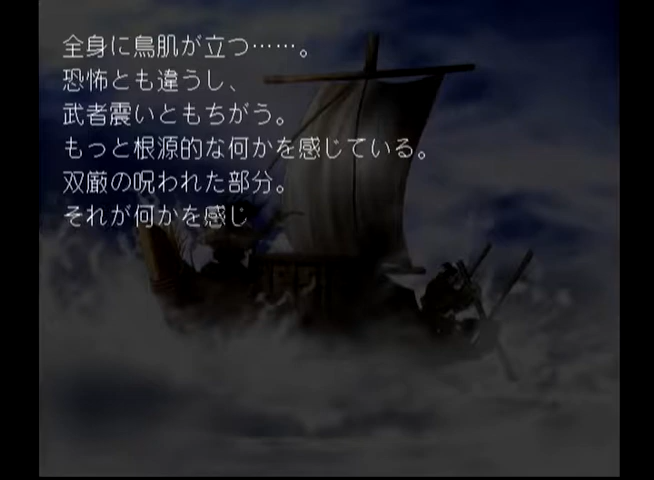 全身に鳥肌が立つ……。
恐怖とも違うし、
武者震いともちがう。
もっと根源的な何かを感じている。
双厳の呪われた部分。
それが何かを感じ